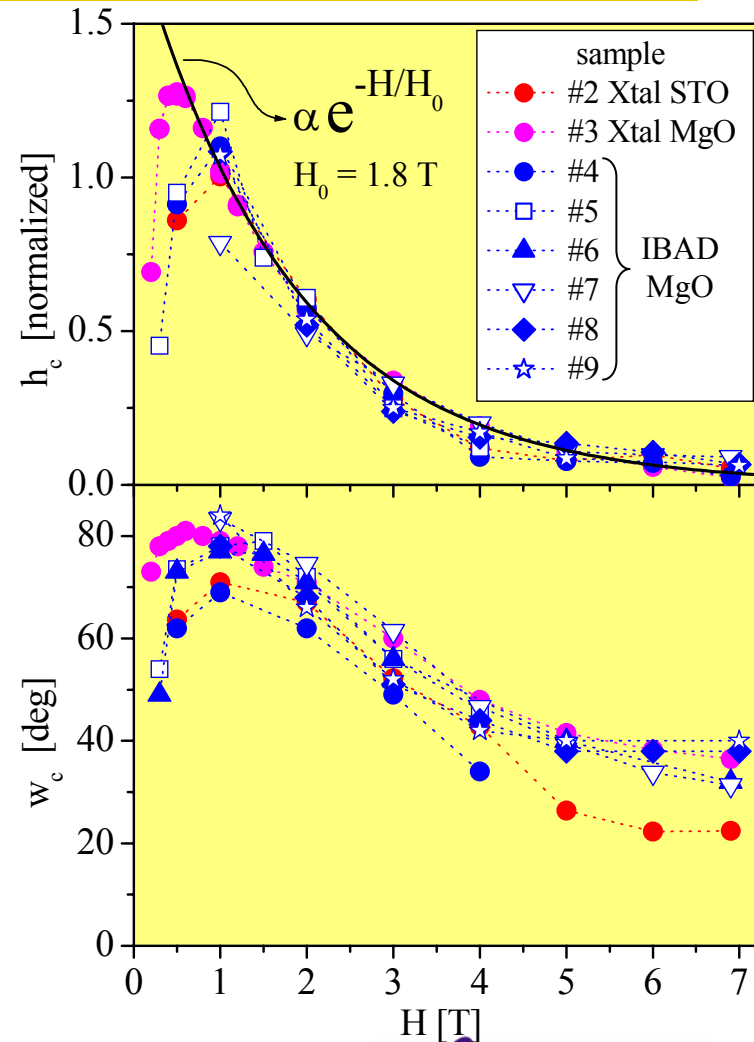 1.5
1.0
0.5
0.0
h_c [normalized]
α e^-H/H_0
H_0 = 1.8 T
sample
#2 Xtal STO
#3 Xtal MgO
#4
#5
#6
#7
#8
#9
IBAD
MgO
80
60
40
20
0
w_c [deg]
0 1 2 3 4 5 6 7
H [T]